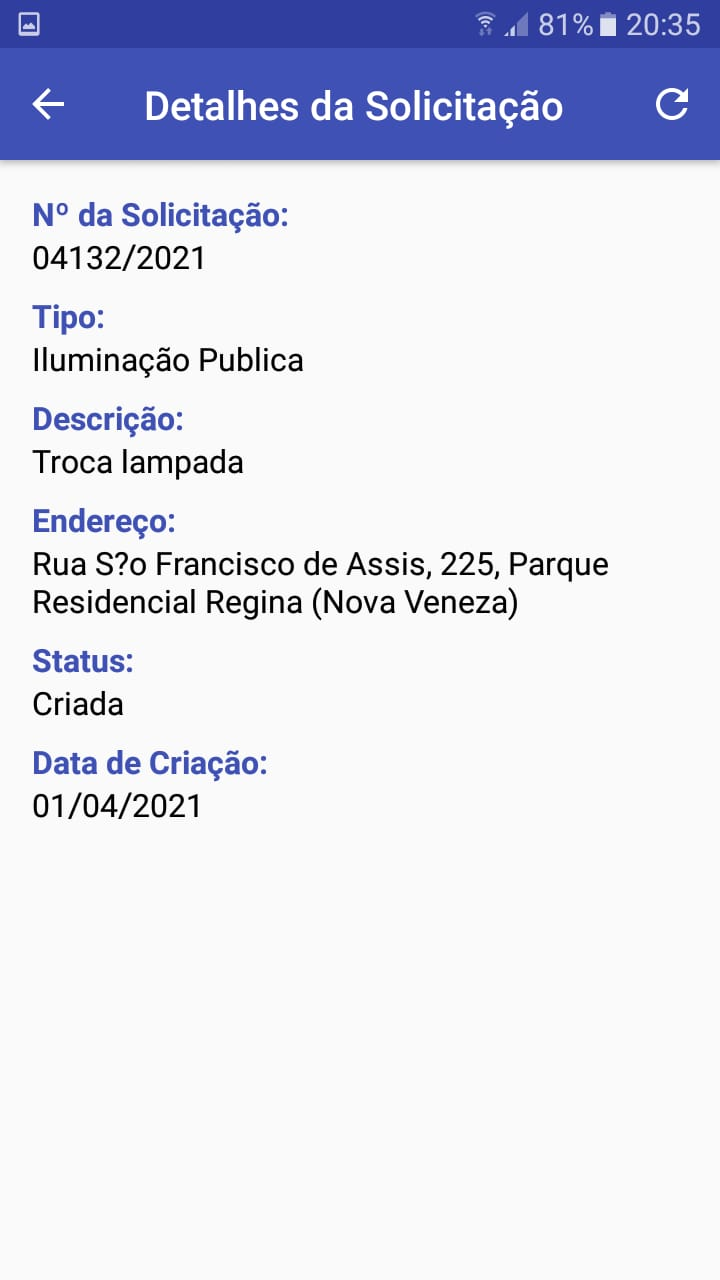 81% 20:35
Detalhes da Solicitação
Nº da Solicitação:
04132/2021
Tipo:
Iluminação Publica
Descrição:
Troca lampada
Endereço:
Rua S?o Francisco de Assis, 225, Parque
Residencial Regina (Nova Veneza)
Status:
Criada
Data de Criação:
01/04/2021